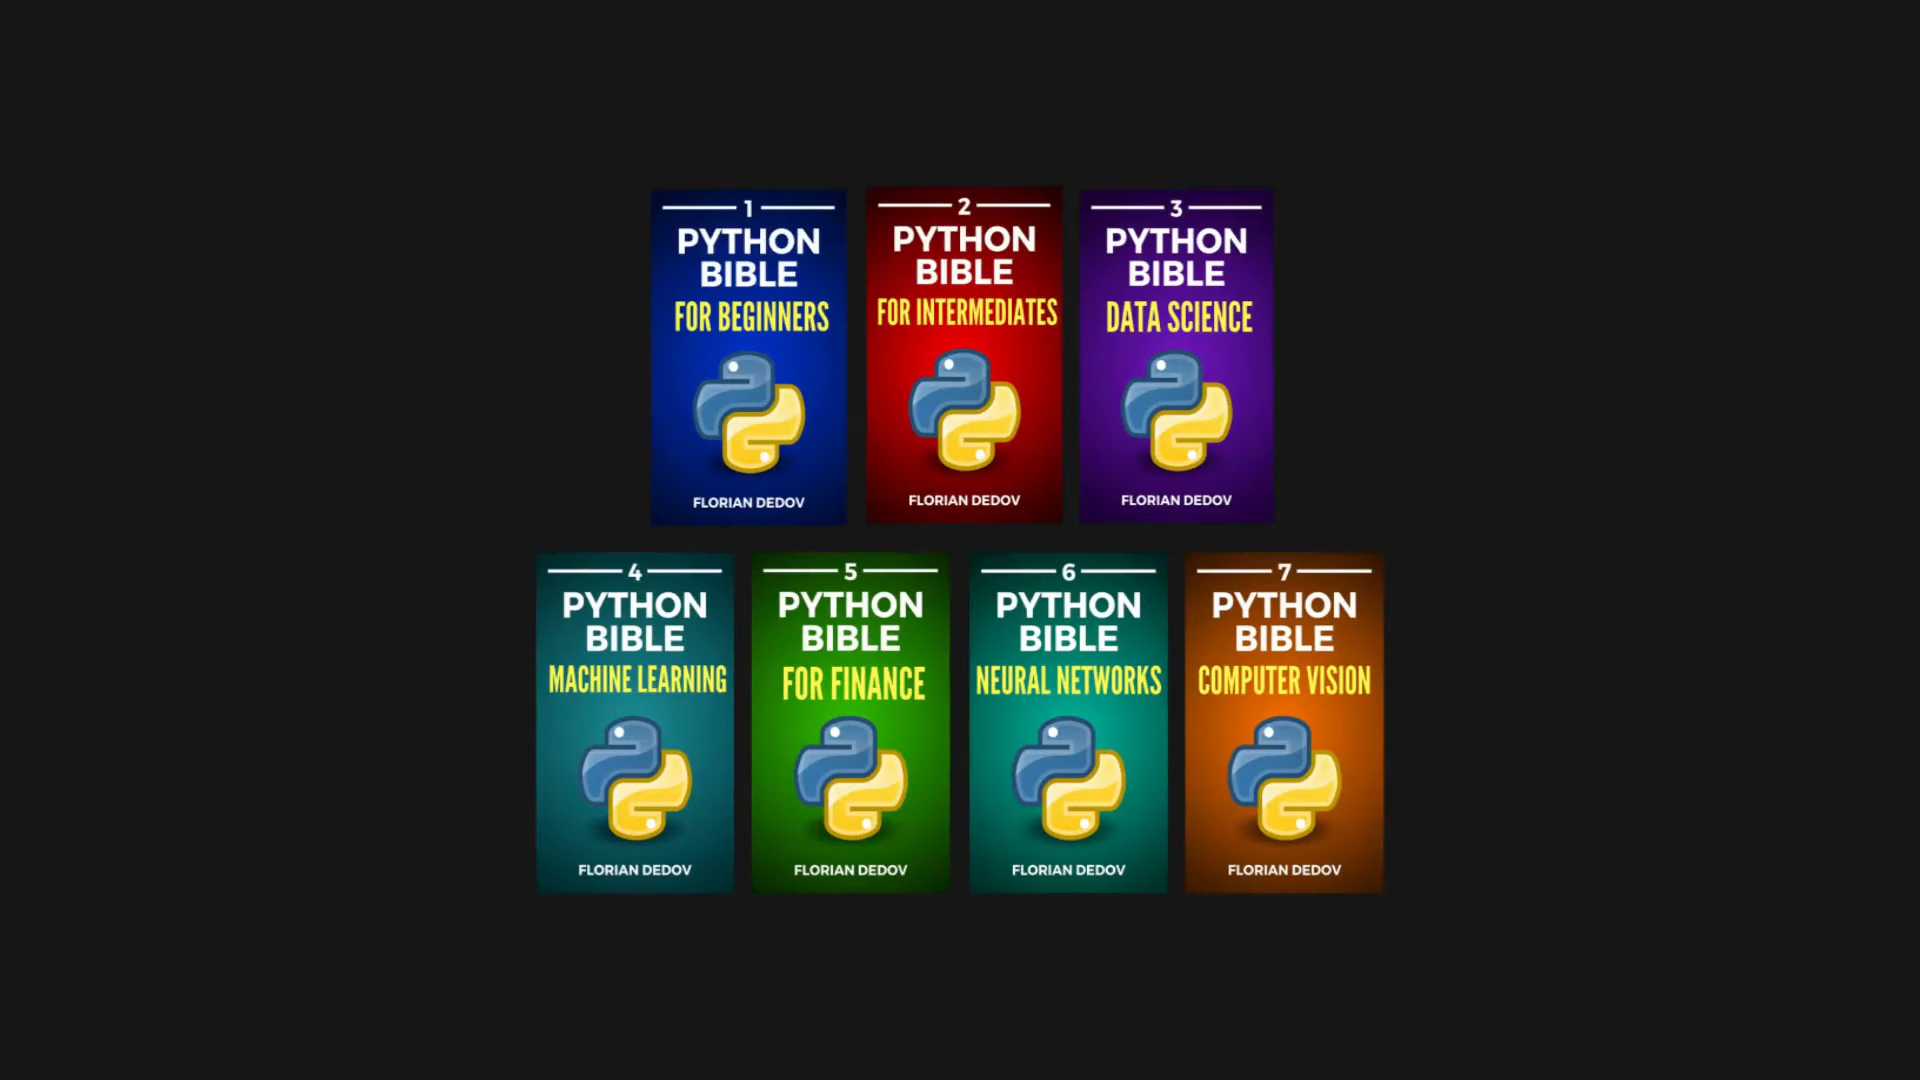 1
PYTHON
BIBLE
FOR BEGINNERS
FLORIAN DEDOV
2
PYTHON
BIBLE
FOR INTERMEDIATES
FLORIAN DEDOV
3
PYTHON
BIBLE
DATA SCIENCE
FLORIAN DEDOV
4
PYTHON
BIBLE
MACHINE LEARNING
FLORIAN DEDOV
5
PYTHON
BIBLE
FOR FINANCE
FLORIAN DEDOV
6
PYTHON
BIBLE
NEURAL NETWORKS
FLORIAN DEDOV
7
PYTHON
BIBLE
COMPUTER VISION
FLORIAN DEDOV